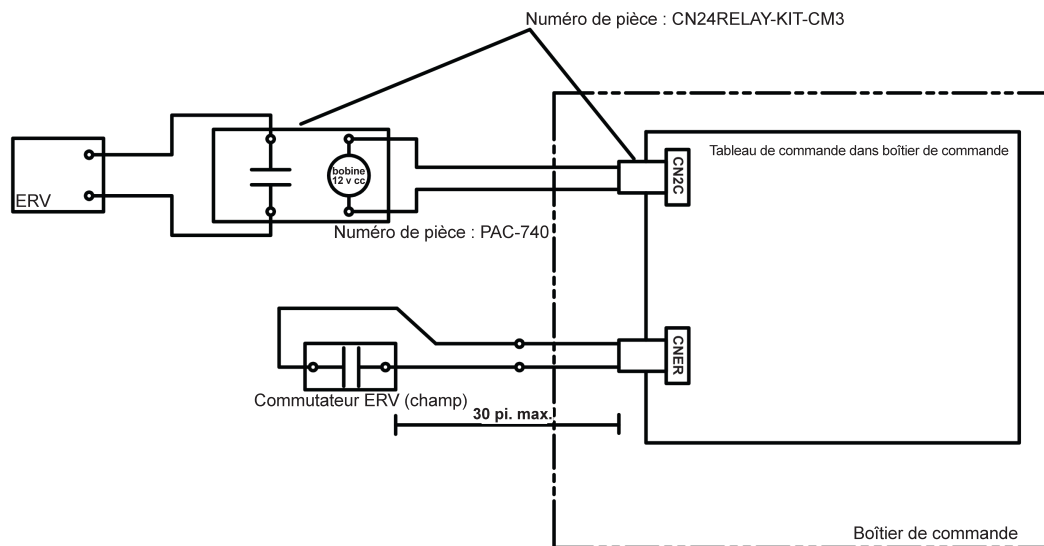 Numéro de pièce : CN24RELAY-KIT-CM3
Tableau de commande dans boîtier de commande
CN2C
bobine
12 v cc
ERV
Numéro de pièce : PAC-740
CNER
Commutateur ERV (champ)
30 pi. max.
Boîtier de commande